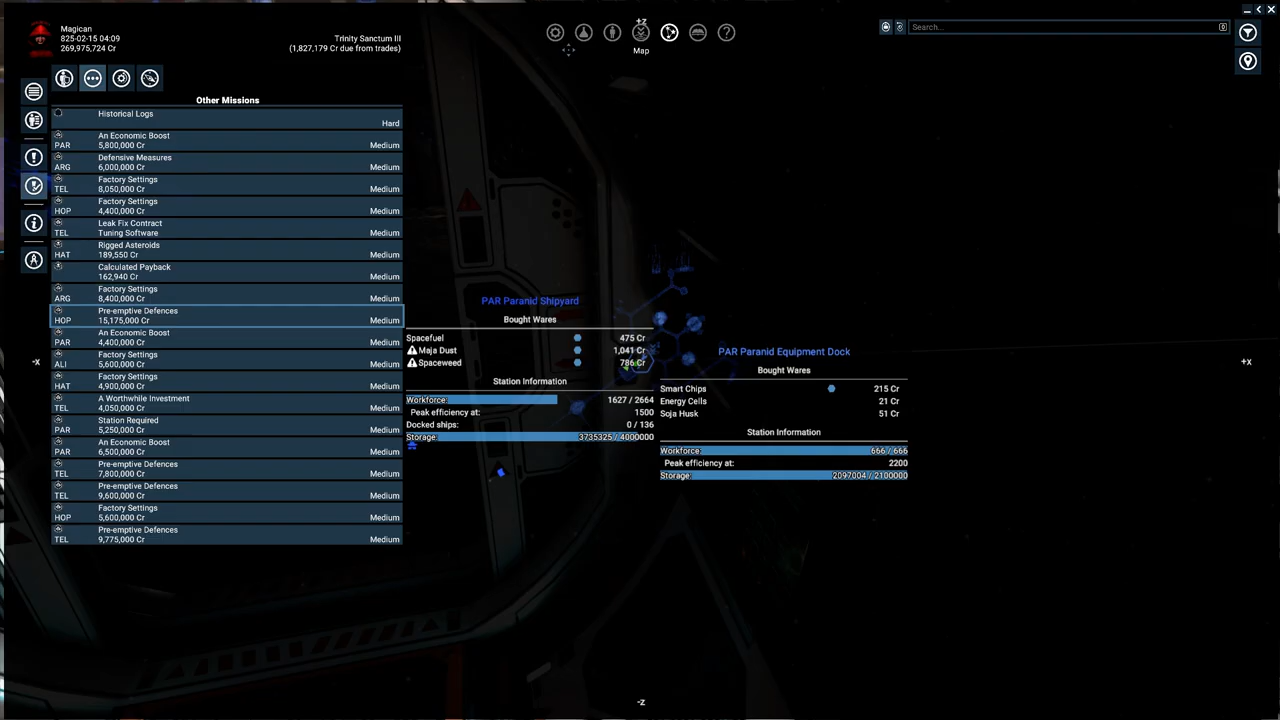 Magican
825-02-15 04:09
269,975,724 Cr
Trinity Sanctum III
(1,827,179 Cr due from trades)
+Z
Map
Search...
Other Missions
Historical Logs
Hard
An Economic Boost
PAR 5,800,000 Cr Medium
Defensive Measures
ARG 6,000,000 Cr Medium
Factory Settings
TEL 8,050,000 Cr Medium
Factory Settings
HOP 4,400,000 Cr Medium
Leak Fix Contract
TEL Tuning Software Medium
Rigged Asteroids
HAT 189,550 Cr Medium
Calculated Payback
162,940 Cr Medium
Factory Settings
ARG 8,400,000 Cr Medium
Pre-emptive Defences
HOP 15,175,000 Cr Medium
An Economic Boost
PAR 4,400,000 Cr Medium
Factory Settings
ALI 5,600,000 Cr Medium
Factory Settings
HAT 4,900,000 Cr Medium
A Worthwhile Investment
TEL 4,050,000 Cr Medium
Station Required
PAR 5,250,000 Cr Medium
An Economic Boost
PAR 6,500,000 Cr Medium
Pre-emptive Defences
TEL 7,800,000 Cr Medium
Pre-emptive Defences
TEL 9,600,000 Cr Medium
Factory Settings
HOP 5,600,000 Cr Medium
Pre-emptive Defences
TEL 9,775,000 Cr Medium
-X
PAR Paranid Shipyard
Bought Wares
Spacefuel 475 Cr
Maja Dust 1,041 Cr
Spaceweed 786 Cr
Station Information
Workforce: 1627 / 2664
Peak efficiency at: 1500
Docked ships: 0 / 136
Storage: 3735325 / 4000000
PAR Paranid Equipment Dock
Bought Wares
Smart Chips 215 Cr
Energy Cells 21 Cr
Soja Husk 51 Cr
Station Information
Workforce: 666 / 666
Peak efficiency at: 2200
Storage: 2097004 / 2100000
+X
-Z